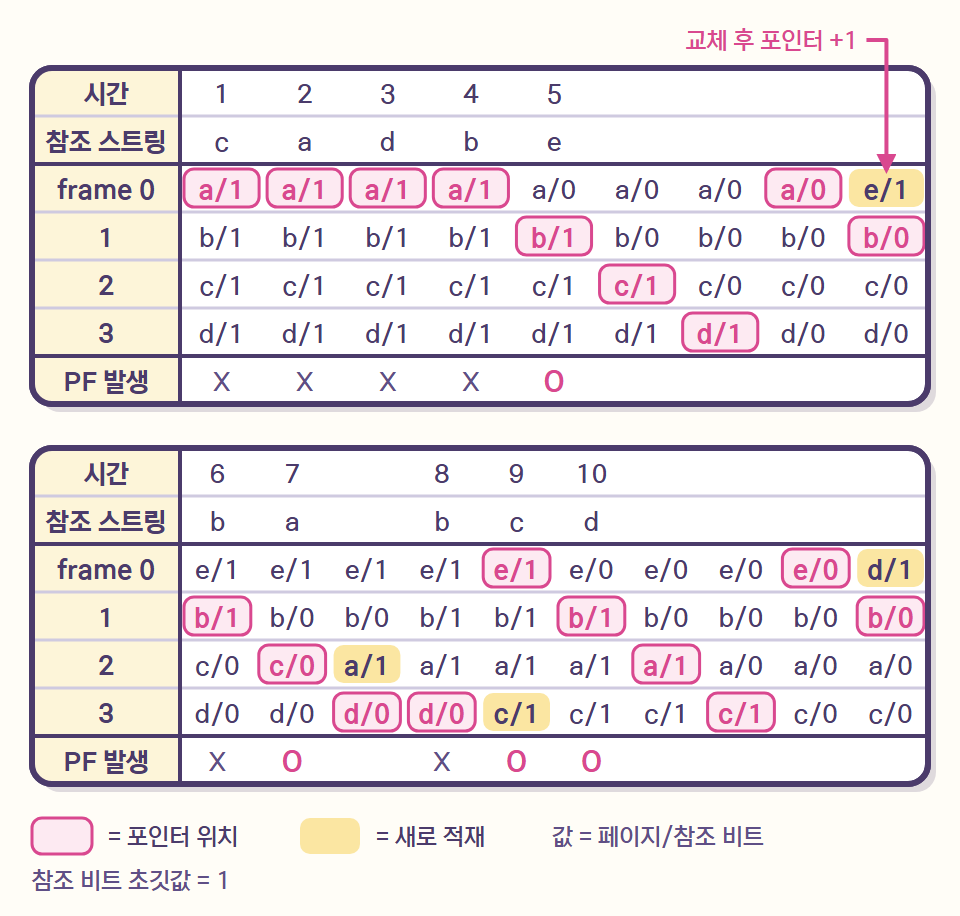 교체 후 포인터 +1
시간 1 2 3 4 5
참조 스트링 c a d b e
frame 0 a/1 a/1 a/1 a/1 a/0 a/0 a/0 a/0 e/1
1 b/1 b/1 b/1 b/1 b/1 b/0 b/0 b/0 b/0
2 c/1 c/1 c/1 c/1 c/1 c/1 c/0 c/0 c/0
3 d/1 d/1 d/1 d/1 d/1 d/1 d/1 d/0 d/0
PF 발생 X X X X O
시간 6 7 8 9 10
참조 스트링 b a b c d
frame 0 e/1 e/1 e/1 e/1 e/1 e/0 e/0 e/0 e/0 d/1
1 b/1 b/0 b/0 b/1 b/1 b/1 b/0 b/0 b/0 b/0
2 c/0 c/0 a/1 a/1 a/1 a/1 a/1 a/0 a/0 a/0
3 d/0 d/0 d/0 d/0 c/1 c/1 c/1 c/1 c/0 c/0
PF 발생 X O X O O
= 포인터 위치 = 새로 적재 값 = 페이지/참조 비트
참조 비트 초깃값 = 1